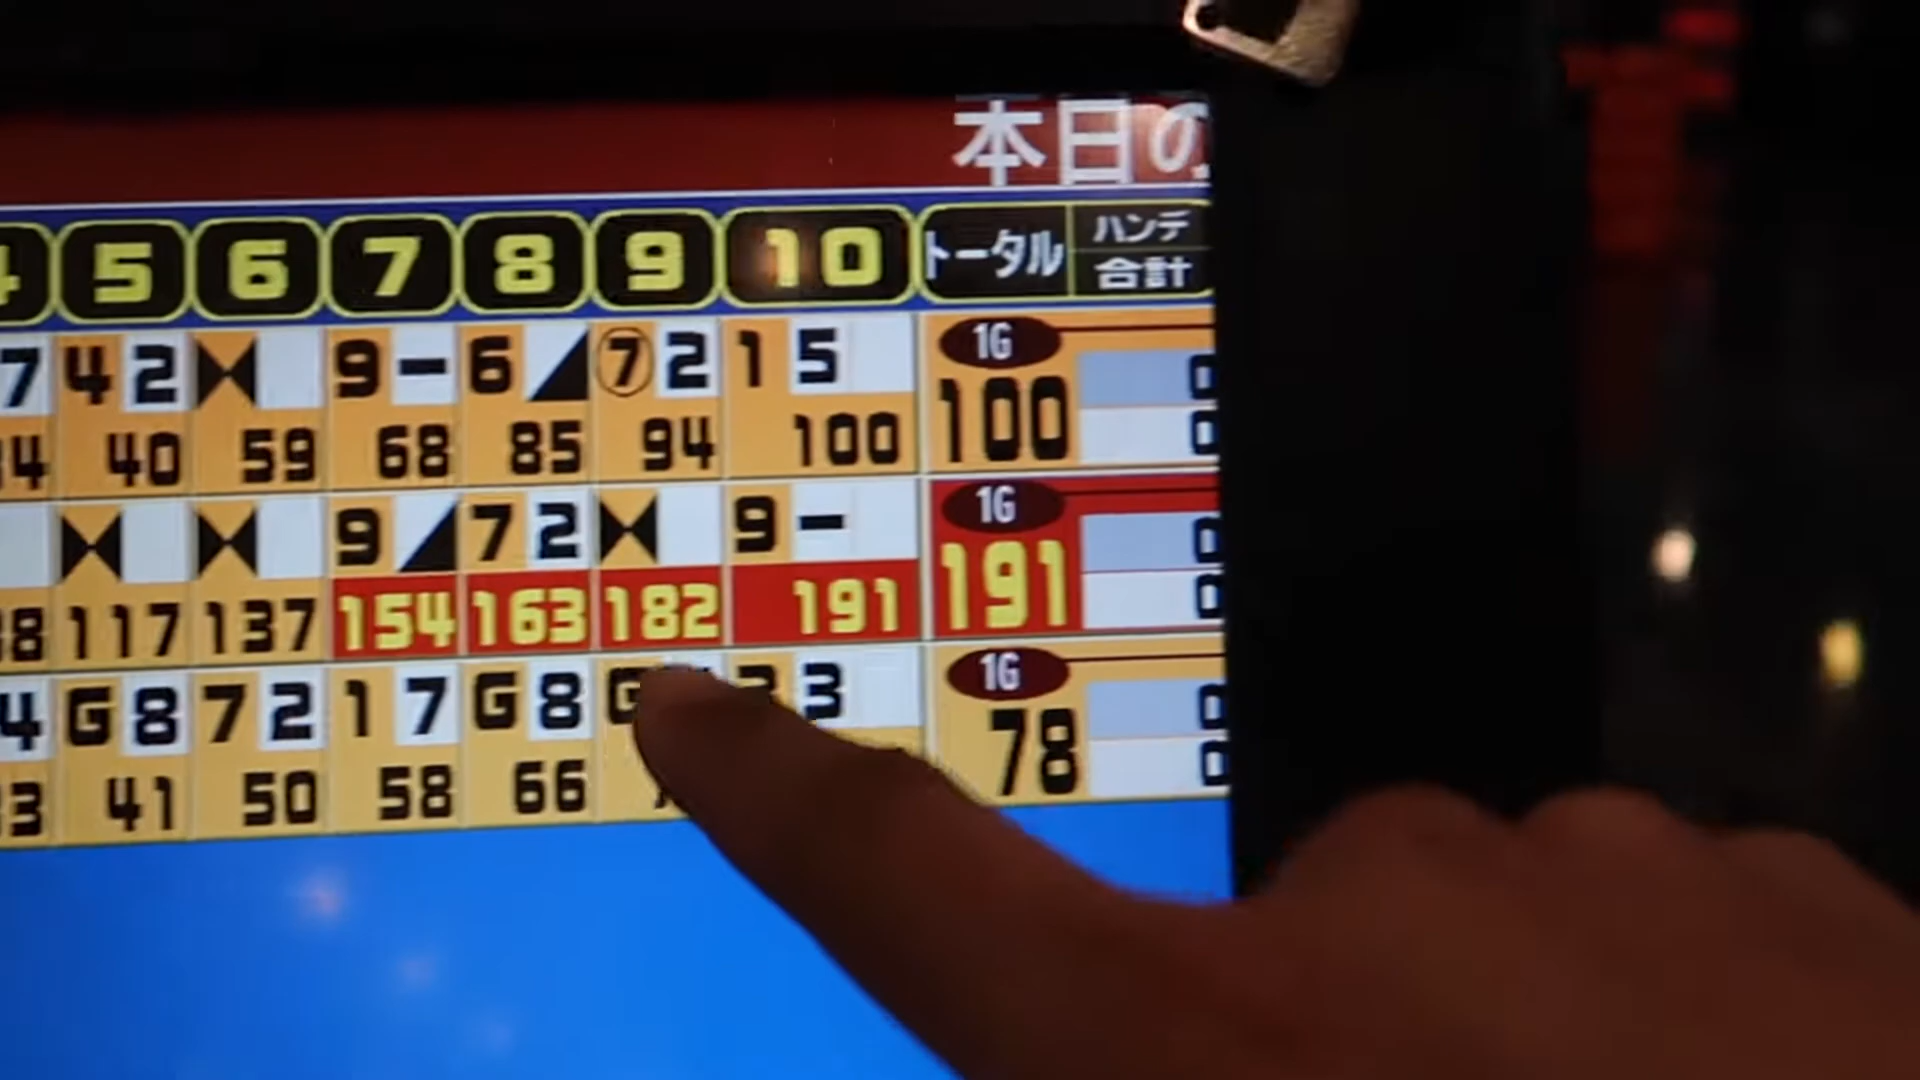 本日の
5 6 7 8 9 10 トータル ハンデ
合計
7 4 2 9 - 6 ⑦ 2 1 5 1G 0
4 40 59 68 85 94 100 100 0
9 7 2 9 - 1G 0
8 117 137 154 163 182 191 191 0
4 G 8 7 2 1 7 G 8 G 3 1G 0
3 41 50 58 66 78 0